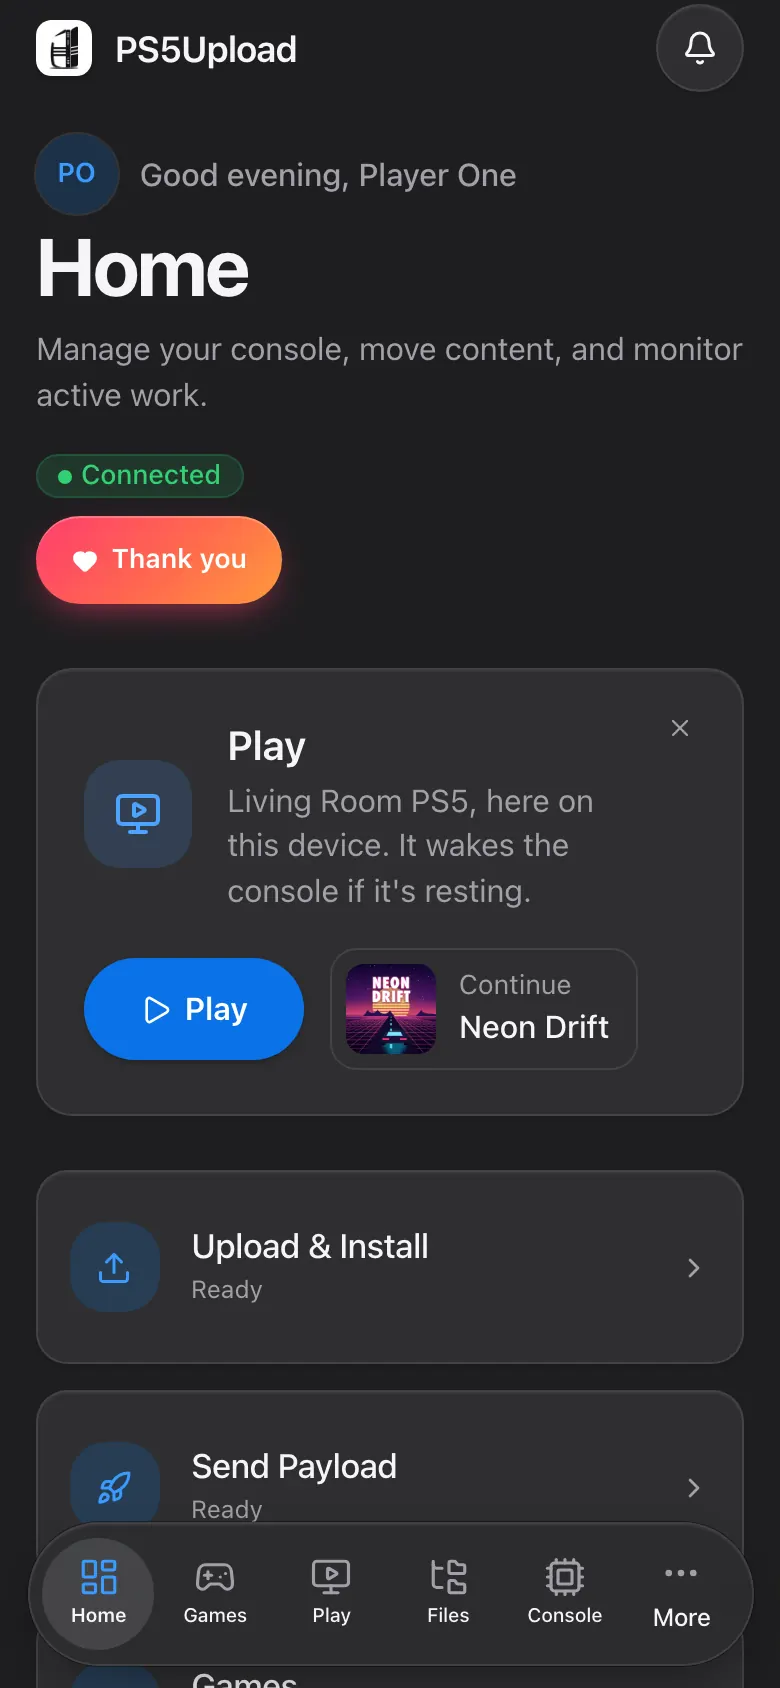 PS5Upload
PO
Good evening, Player One
Home
Manage your console, move content, and monitor
active work.
Connected
Thank you
Play
Living Room PS5, here on
this device. It wakes the
console if it's resting.
Play
NEON
DRIFT
Continue
Neon Drift
Upload & Install
Ready
Send Payload
Ready
Home
Games
Play
Files
Console
More
Games